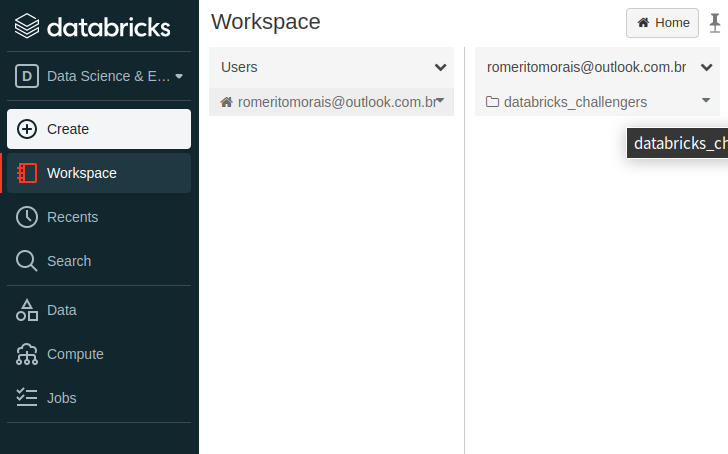 databricks
D Data Science & E...
Create
Workspace
Recents
Search
Data
Compute
Jobs
Workspace
Home
Users
romeritomorais@outlook.com.br
romeritomorais@outlook.com.br
databricks_challengers
databricks_ch